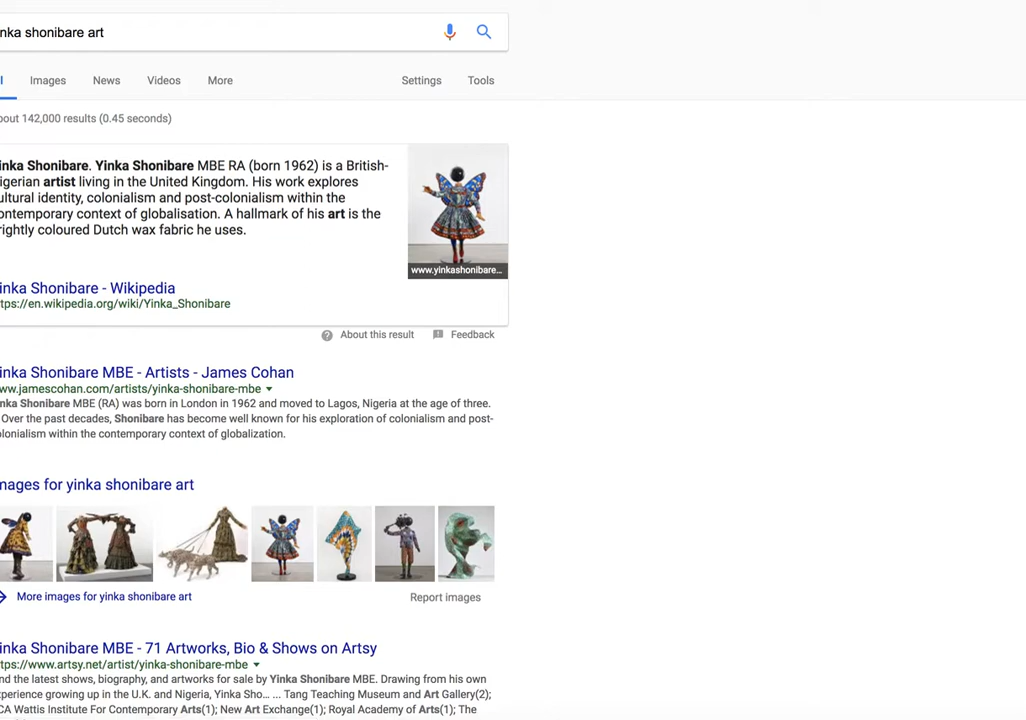 nka shonibare art
l
Images
News
Videos
More
Settings
Tools
bout 142,000 results (0.45 seconds)
inka Shonibare. Yinka Shonibare MBE RA (born 1962) is a British-
igerian artist living in the United Kingdom. His work explores
ultural identity, colonialism and post-colonialism within the
ontemporary context of globalisation. A hallmark of his art is the
rightly coloured Dutch wax fabric he uses.
www.yinkashonibare...
inka Shonibare - Wikipedia
tps://en.wikipedia.org/wiki/Yinka_Shonibare
About this result
Feedback
inka Shonibare MBE - Artists - James Cohan
ww.jamescohan.com/artists/yinka-shonibare-mbe
nka Shonibare MBE (RA) was born in London in 1962 and moved to Lagos, Nigeria at the age of three.
Over the past decades, Shonibare has become well known for his exploration of colonialism and post-
olonialism within the contemporary context of globalization.
mages for yinka shonibare art
More images for yinka shonibare art
Report images
inka Shonibare MBE - 71 Artworks, Bio & Shows on Artsy
tps://www.artsy.net/artist/yinka-shonibare-mbe
nd the latest shows, biography, and artworks for sale by Yinka Shonibare MBE. Drawing from his own
xperience growing up in the U.K. and Nigeria, Yinka Sho... ... Tang Teaching Museum and Art Gallery(2);
CA Wattis Institute For Contemporary Arts(1); New Art Exchange(1); Royal Academy of Arts(1); The